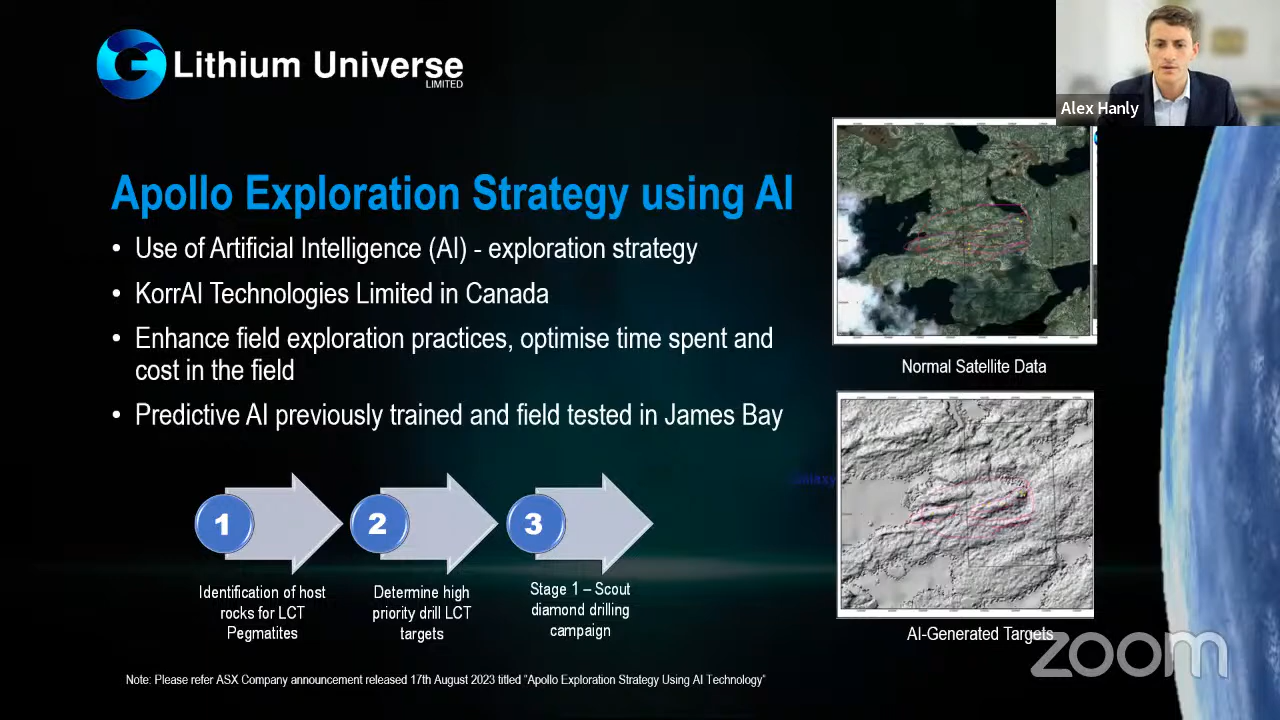 Lithium Universe
LIMITED
Alex Hanly
Apollo Exploration Strategy using AI
• Use of Artificial Intelligence (AI) - exploration strategy
• KorrAI Technologies Limited in Canada
• Enhance field exploration practices, optimise time spent and
cost in the field
• Predictive AI previously trained and field tested in James Bay
Normal Satellite Data
1
2
3
Identification of host
rocks for LCT
Pegmatites
Determine high
priority drill LCT
targets
Stage 1 – Scout
diamond drilling
campaign
AI-Generated Targets
zoom
Note: Please refer ASX Company announcement released 17th August 2023 titled "Apollo Exploration Strategy Using AI Technology"